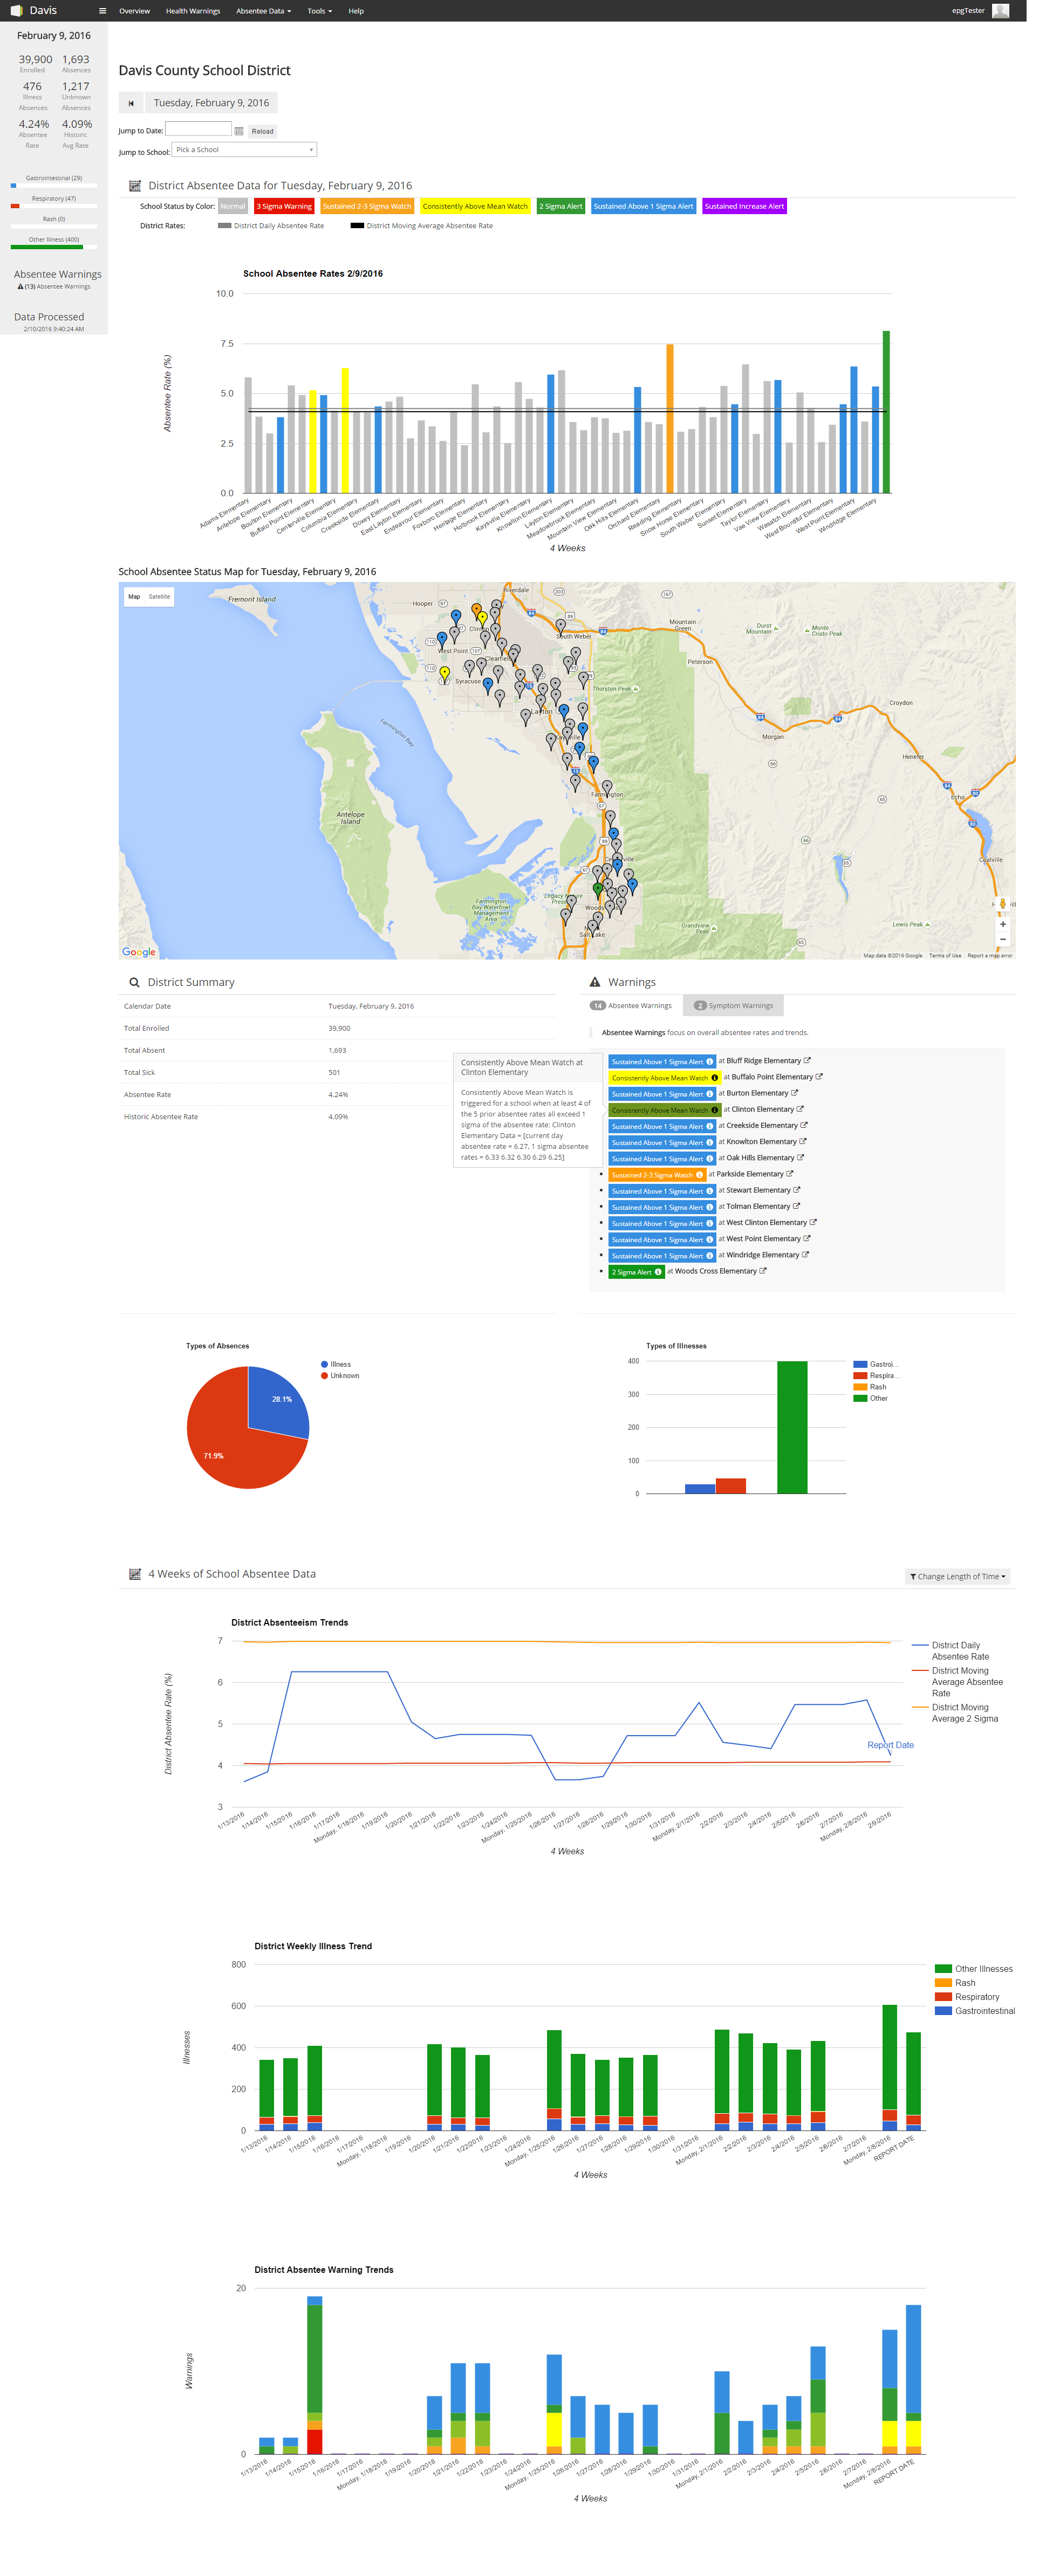 Davis
Overview Health Warnings Absentee Data Tools Help
epgTester
February 9, 2016
39,900 1,693
Enrolled Absences
476 1,217
Illness Unknown
Absences Absences
4.24% 4.09%
Absentee Historic
Rate Avg Rate
Gastrointestinal (29)
Respiratory (47)
Rash (0)
Other Illness (400)
Absentee Warnings
(13) Absentee Warnings
Data Processed
2/10/2016 9:40:24 AM
Davis County School District
Tuesday, February 9, 2016
Jump to Date: Reload
Jump to School: Pick a School
District Absentee Data for Tuesday, February 9, 2016
School Status by Color: Normal 3 Sigma Warning Sustained 2-3 Sigma Watch Consistently Above Mean Watch 2 Sigma Alert Sustained Above 1 Sigma Alert Sustained Increase Alert
District Rates: District Daily Absentee Rate District Moving Average Absentee Rate
School Absentee Rates 2/9/2016
10.0
7.5
5.0
2.5
0.0
Absentee Rate (%)
Adams Elementary
Antelope Elementary
Boulton Elementary
Buffalo Point Elementary
Centerville Elementary
Columbia Elementary
Creekside Elementary
Doxey Elementary
East Layton Elementary
Endeavour Elementary
Foxboro Elementary
Heritage Elementary
Holbrook Elementary
Kaysville Elementary
Knowlton Elementary
Layton Elementary
Meadowbrook Elementary
Mountain View Elementary
Oak Hills Elementary
Orchard Elementary
Reading Elementary
Snow Horse Elementary
South Weber Elementary
Sunset Elementary
Taylor Elementary
Vae View Elementary
Wasatch Elementary
West Bountiful Elementary
West Point Elementary
Windridge Elementary
4 Weeks
School Absentee Status Map for Tuesday, February 9, 2016
Map Satellite
Fremont Island
Hooper
Riverdale
Clinton
South Weber
Mountain
Green
Durst
Mountain
Monte
Cristo Peak
West Point
Clearfield
Peterson
Syracuse
Thurston Peak
Layton
Croydon
Farmington Bay
Kaysville
Morgan
Henefer
Antelope
Island
Farmington
Echo
Centerville
Coalville
Legacy Nature
Farmington
Bay Waterfowl
Management
Area
Woods
Grandview
Peak
Lewis Peak
Salt Lake
Google
Map data ©2016 Google Terms of Use Report a map error
District Summary
Calendar Date Tuesday, February 9, 2016
Total Enrolled 39,900
Total Absent 1,693
Total Sick 501
Absentee Rate 4.24%
Historic Absentee Rate 4.09%
Warnings
14 Absentee Warnings 2 Symptom Warnings
Absentee Warnings focus on overall absentee rates and trends.
Consistently Above Mean Watch at
Clinton Elementary
Consistently Above Mean Watch is
triggered for a school when at least 4 of
the 5 prior absentee rates all exceed 1
sigma of the absentee rate: Clinton
Elementary Data = [current day
absentee rate = 6.27, 1 sigma absentee
rates = 6.33 6.32 6.30 6.29 6.25]
Sustained Above 1 Sigma Alert at Bluff Ridge Elementary
Consistently Above Mean Watch at Buffalo Point Elementary
Sustained Above 1 Sigma Alert at Burton Elementary
Consistently Above Mean Watch at Clinton Elementary
Sustained Above 1 Sigma Alert at Creekside Elementary
Sustained Above 1 Sigma Alert at Knowlton Elementary
Sustained Above 1 Sigma Alert at Oak Hills Elementary
Sustained 2-3 Sigma Watch at Parkside Elementary
Sustained Above 1 Sigma Alert at Stewart Elementary
Sustained Above 1 Sigma Alert at Tolman Elementary
Sustained Above 1 Sigma Alert at West Clinton Elementary
Sustained Above 1 Sigma Alert at West Point Elementary
Sustained Above 1 Sigma Alert at Windridge Elementary
2 Sigma Alert at Woods Cross Elementary
Types of Absences
Illness
Unknown
28.1%
71.9%
Types of Illnesses
400
300
200
100
0
Gastroi...
Respira...
Rash
Other
4 Weeks of School Absentee Data
Change Length of Time
District Absenteeism Trends
7
6
5
4
3
District Absentee Rate (%)
District Daily
Absentee Rate
District Moving
Average Absentee
Rate
District Moving
Average 2 Sigma
Report Date
1/13/2016
1/14/2016
1/15/2016
1/16/2016
1/17/2016
Monday, 1/18/2016
1/19/2016
1/20/2016
1/21/2016
1/22/2016
1/23/2016
1/24/2016
Monday, 1/25/2016
1/26/2016
1/27/2016
1/28/2016
1/29/2016
1/30/2016
1/31/2016
Monday, 2/1/2016
2/2/2016
2/3/2016
2/4/2016
2/5/2016
2/6/2016
2/7/2016
Monday, 2/8/2016
2/9/2016
4 Weeks
District Weekly Illness Trend
800
600
400
200
0
Illnesses
Other Illnesses
Rash
Respiratory
Gastrointestinal
1/13/2016
1/14/2016
1/15/2016
1/16/2016
1/17/2016
Monday, 1/18/2016
1/19/2016
1/20/2016
1/21/2016
1/22/2016
1/23/2016
1/24/2016
Monday, 1/25/2016
1/26/2016
1/27/2016
1/28/2016
1/29/2016
1/30/2016
1/31/2016
Monday, 2/1/2016
2/2/2016
2/3/2016
2/4/2016
2/5/2016
2/6/2016
2/7/2016
Monday, 2/8/2016
REPORT DATE
4 Weeks
District Absentee Warning Trends
20
0
Warnings
1/13/2016
1/14/2016
1/15/2016
1/16/2016
1/17/2016
Monday, 1/18/2016
1/19/2016
1/20/2016
1/21/2016
1/22/2016
1/23/2016
1/24/2016
Monday, 1/25/2016
1/26/2016
1/27/2016
1/28/2016
1/29/2016
1/30/2016
1/31/2016
Monday, 2/1/2016
2/2/2016
2/3/2016
2/4/2016
2/5/2016
2/6/2016
2/7/2016
Monday, 2/8/2016
REPORT DATE
4 Weeks